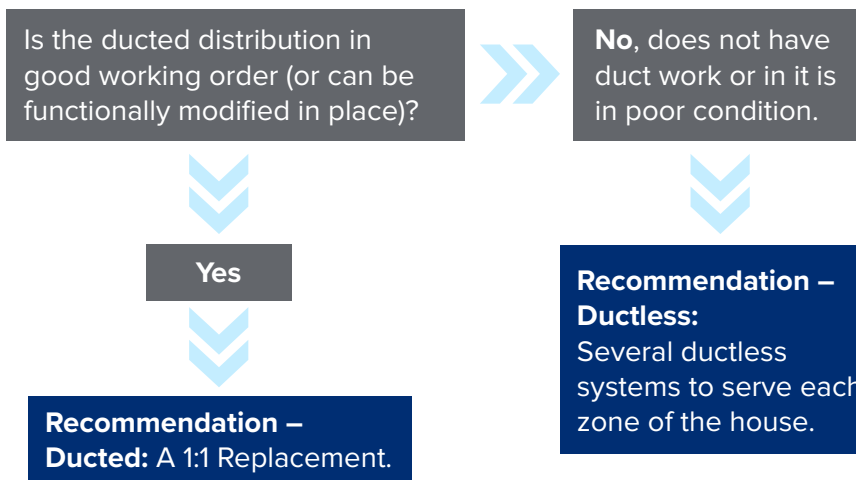 Is the ducted distribution in
good working order (or can be
functionally modified in place)?
No, does not have
duct work or in it is
in poor condition.
Yes
Recommendation –
Ducted: A 1:1 Replacement.
Recommendation –
Ductless:
Several ductless
systems to serve each
zone of the house.